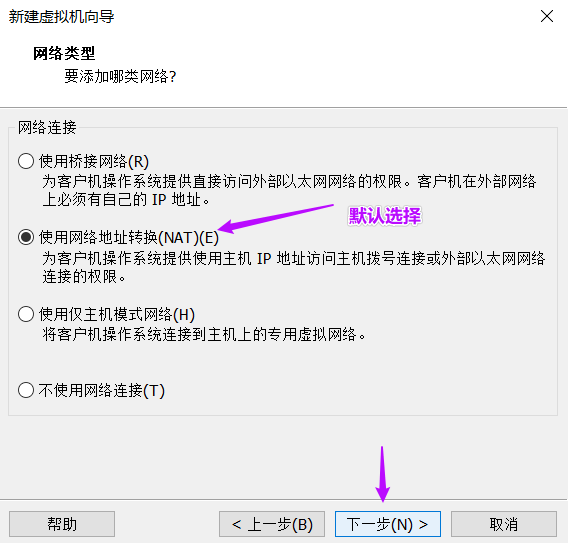 新建虚拟机向导
网络类型
要添加哪类网络?
网络连接
使用桥接网络(R)
为客户机操作系统提供直接访问外部以太网网络的权限。客户机在外部网络
上必须有自己的 IP 地址。
默认选择
使用网络地址转换(NAT)(E)
为客户机操作系统提供使用主机 IP 地址访问主机拨号连接或外部以太网网络
连接的权限。
使用仅主机模式网络(H)
将客户机操作系统连接到主机上的专用虚拟网络。
不使用网络连接(T)
帮助 < 上一步(B) 下一步(N) > 取消